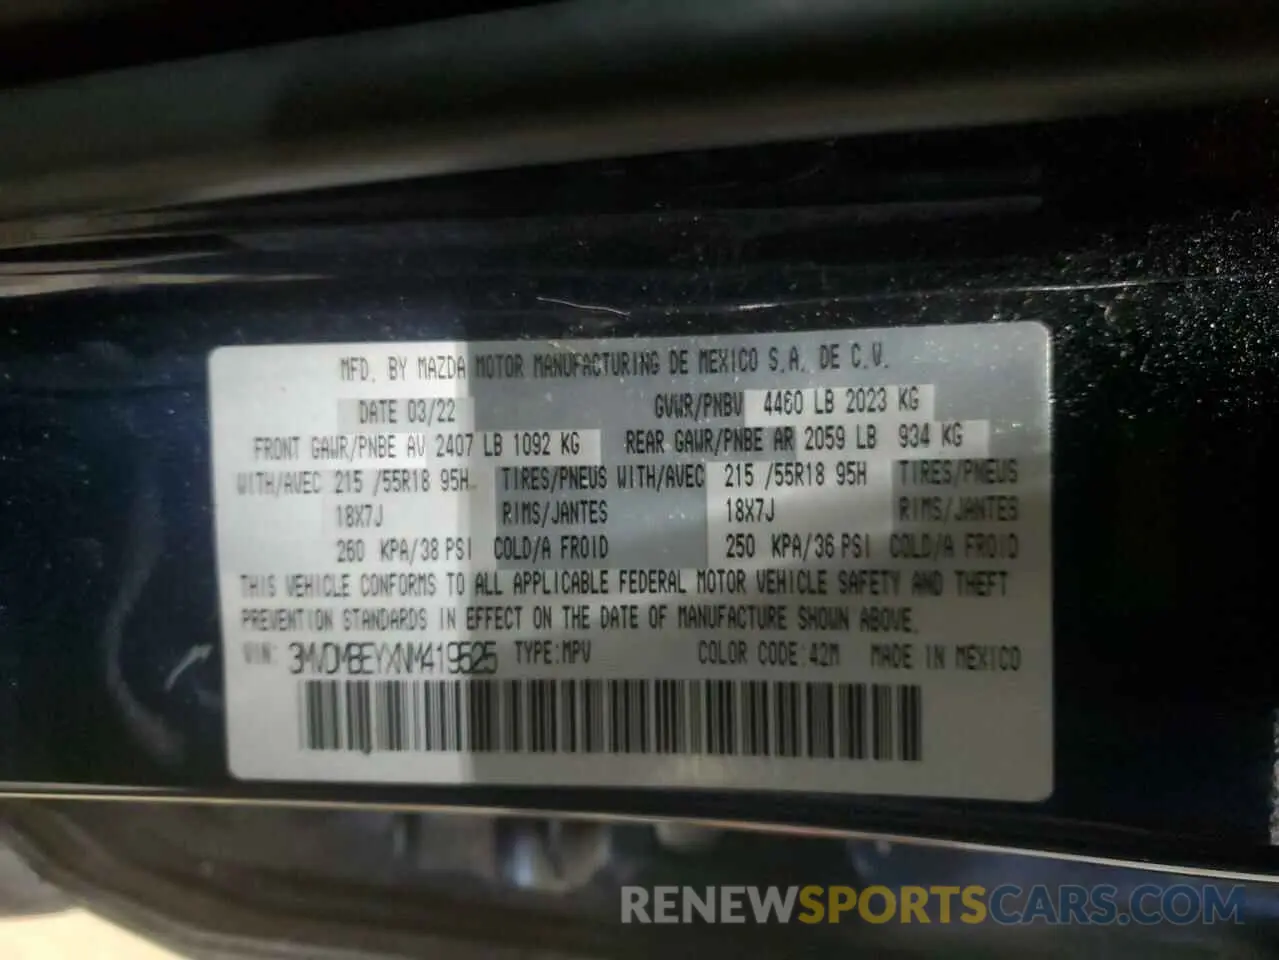 MFD. BY MAZDA MOTOR MANUFACTURING DE MEXICO S.A. DE C.V.
DATE 03/22 GVWR/PNBV 4460 LB 2023 KG
FRONT GAWR/PNBE AV 2407 LB 1092 KG REAR GAWR/PNBE AR 2059 LB 934 KG
WITH/AVEC 215 /55R18 95H TIRES/PNEUS WITH/AVEC 215 /55R18 95H TIRES/PNEUS
18X7J RIMS/JANTES 18X7J RIMS/JANTES
260 KPA/38 PSI COLD/A FROID 250 KPA/36 PSI COLD/A FROID
THIS VEHICLE CONFORMS TO ALL APPLICABLE FEDERAL MOTOR VEHICLE SAFETY AND THEFT
PREVENTION STANDARDS IN EFFECT ON THE DATE OF MANUFACTURE SHOWN ABOVE.
VIN: 3MVDMBEYXNM419525 TYPE:MPV COLOR CODE:42M MADE IN MEXICO
RENEWSPORTSCARS.COM